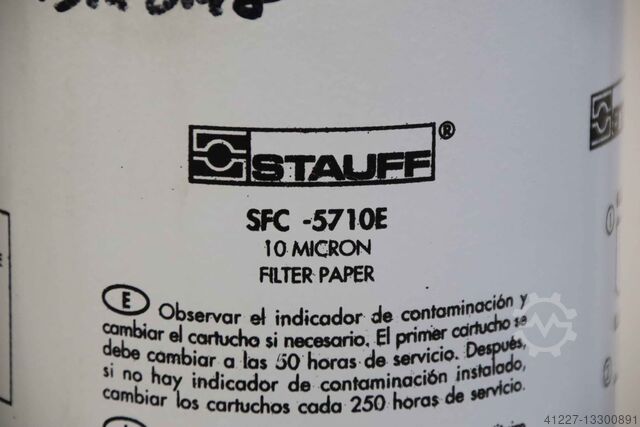 STAUFF®
SFC -5710E
10 MICRON
FILTER PAPER
E Observar el indicador de contaminación y
cambiar el cartucho si necesario. El primer cartucho se
debe cambiar a las 50 horas de servicio. Después,
si no hay indicador de contaminación instalado,
cambiar los cartuchos cada 250 horas de servicio.
41227-13300891